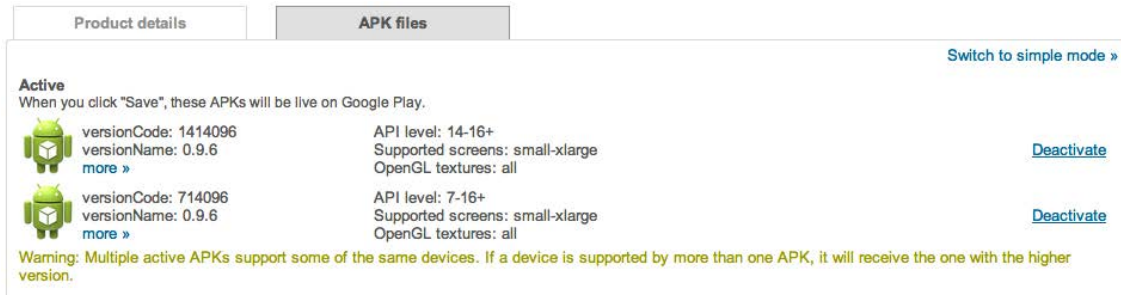 Product details
APK files
Switch to simple mode »
Active
When you click "Save", these APKs will be live on Google Play.
versionCode: 1414096
API level: 14-16+
versionName: 0.9.6
Supported screens: small-xlarge
Deactivate
more »
OpenGL textures: all
versionCode: 714096
API level: 7-16+
versionName: 0.9.6
Supported screens: small-xlarge
Deactivate
more »
OpenGL textures: all
Warning: Multiple active APKs support some of the same devices. If a device is supported by more than one APK, it will receive the one with the higher
version.